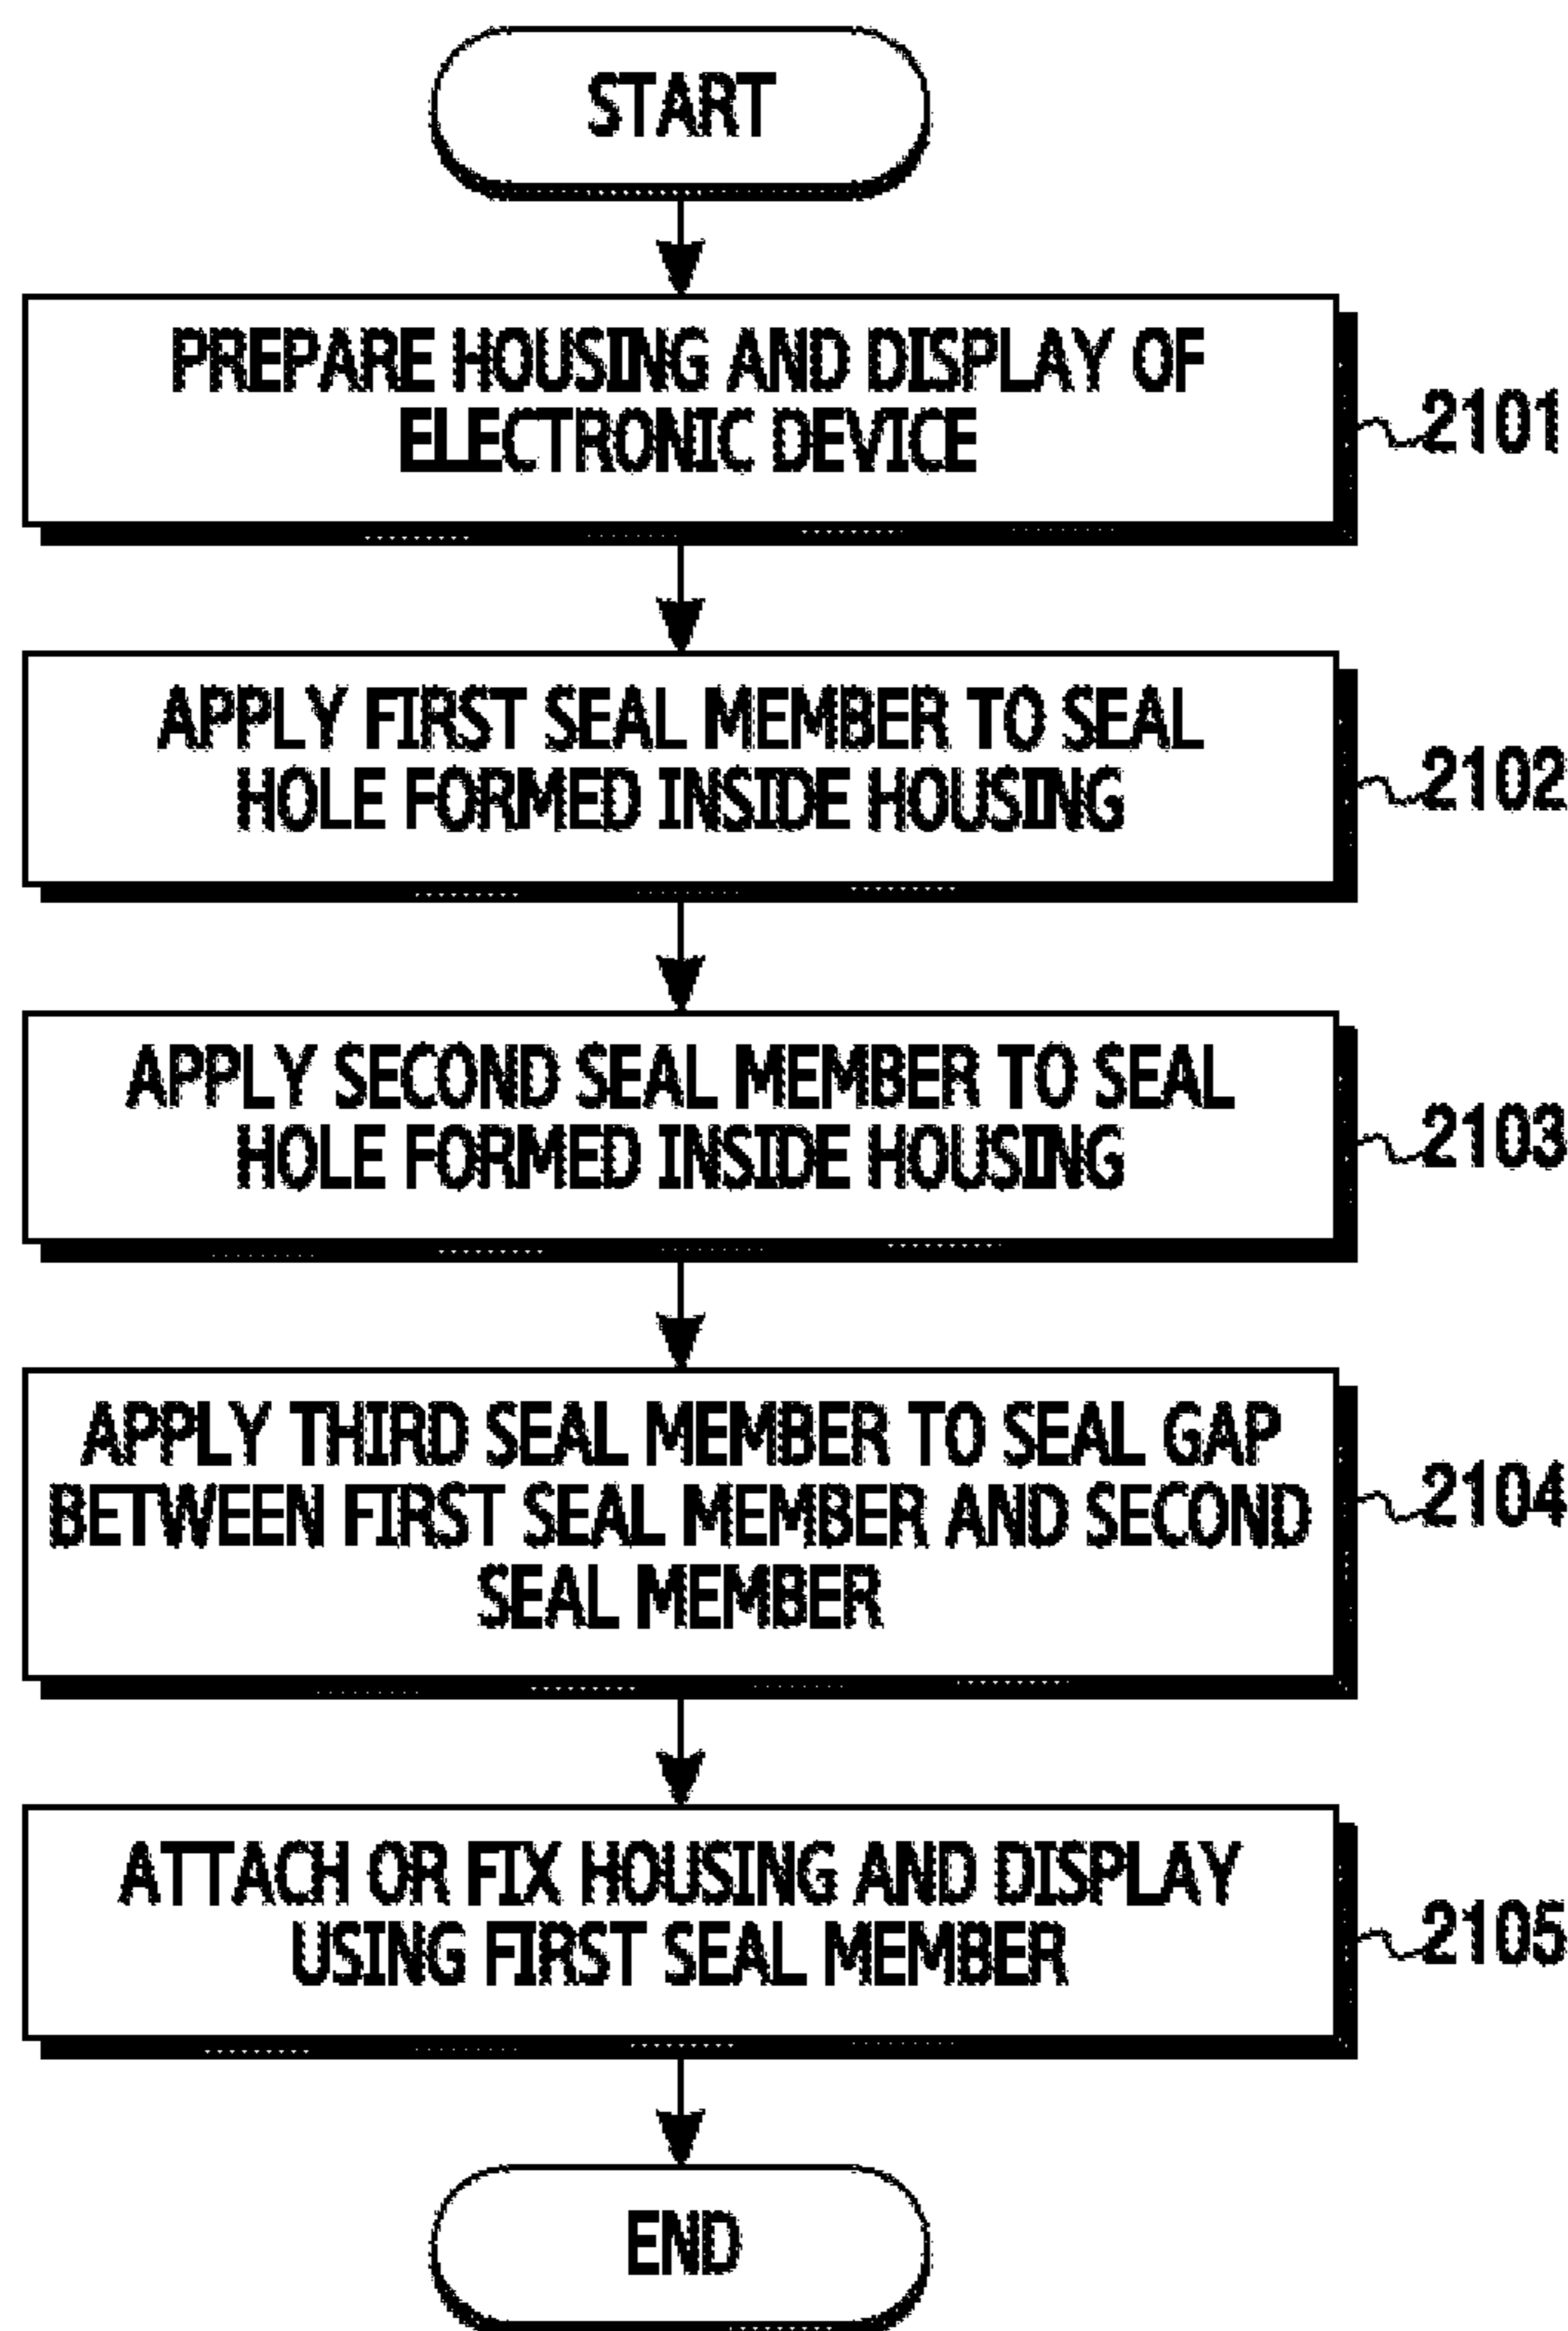 START
PREPARE HOUSING AND DISPLAY OF
ELECTRONIC DEVICE
2101
APPLY FIRST SEAL MEMBER TO SEAL
HOLE FORMED INSIDE HOUSING
2102
APPLY SECOND SEAL MEMBER TO SEAL
HOLE FORMED INSIDE HOUSING
2103
APPLY THIRD SEAL MEMBER TO SEAL GAP
BETWEEN FIRST SEAL MEMBER AND SECOND
SEAL MEMBER
2104
ATTACH OR FIX HOUSING AND DISPLAY
USING FIRST SEAL MEMBER
2105
END